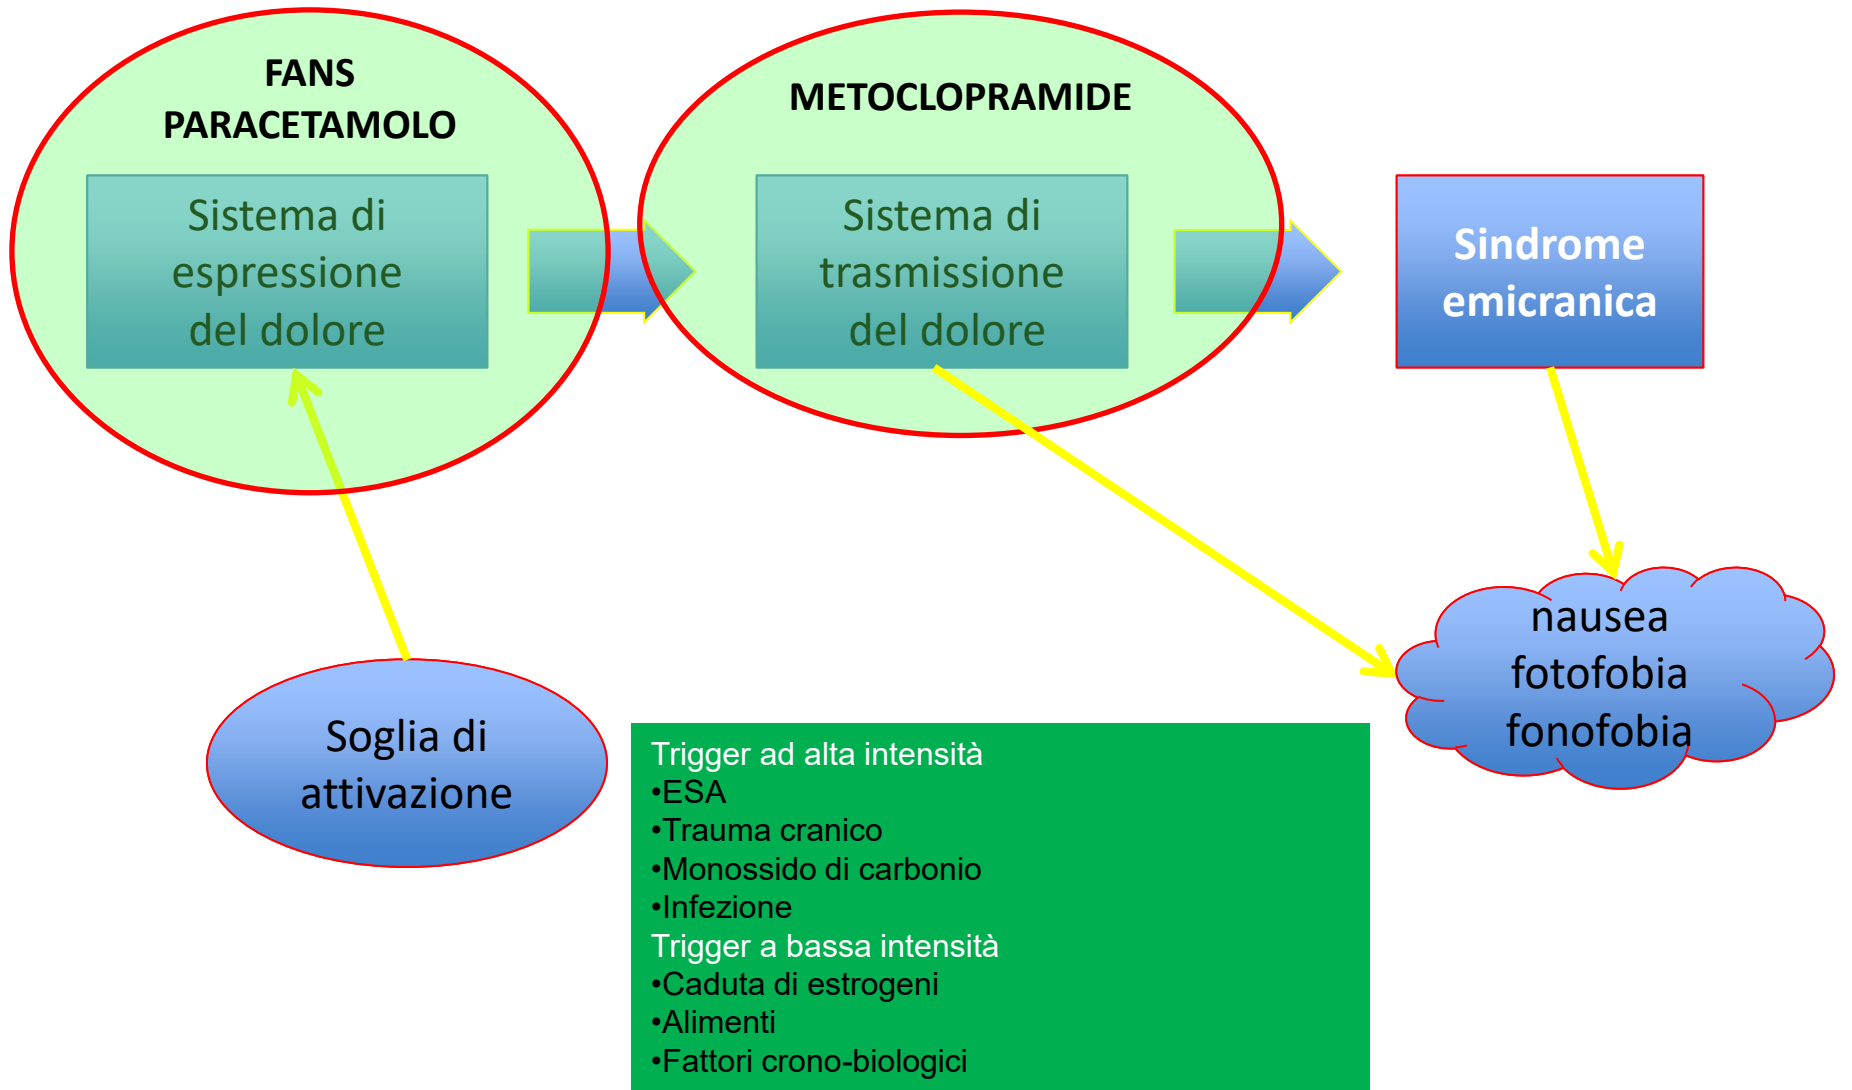 FANS
PARACETAMOLO
Sistema di
espressione
del dolore
METOCLOPRAMIDE
Sistema di
trasmissione
del dolore
Sindrome
emicranica
nausea
fotofobia
fonofobia
Soglia di
attivazione
Trigger ad alta intensità
•ESA
•Trauma cranico
•Monossido di carbonio
•Infezione
Trigger a bassa intensità
•Caduta di estrogeni
•Alimenti
•Fattori crono-biologici